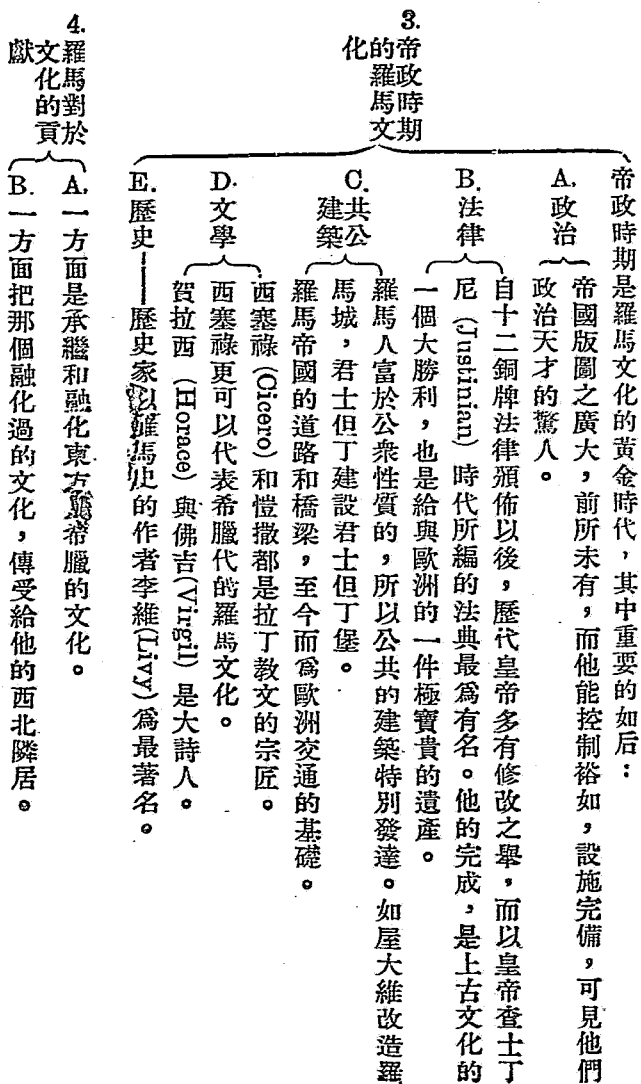 3. 帝政時期
的羅馬文
化
帝政時期是羅馬文化的黃金時代，其中重要的如后：
A. 政治
帝國版圖之廣大，前所未有，而他能控制裕如，設施完備，可見他們
政治天才的驚人。
B. 法律
自十二銅牌法律頒佈以後，歷代皇帝多有修改之舉，而以皇帝查士丁
尼 (Justinian) 時代所編的法典最爲有名。他的完成，是上古文化的
一個大勝利，也是給與歐洲的一件極寶貴的遺產。
C. 共公
建築
羅馬人富於公衆性質的，所以公共的建築特別發達。如屋大維改造羅
馬城，君士但丁建設君士但丁堡。
羅馬帝國的道路和橋梁，至今而爲歐洲交通的基礎。
D. 文學
西塞祿 (Cicero) 和愷撒都是拉丁敎文的宗匠。
西塞祿更可以代表希臘代的羅馬文化。
賀拉西 (Horace) 與佛吉 (Virgil) 是大詩人。
E. 歷史——歷史家以羅馬史的作者李維 (Livy) 爲最著名。
4. 羅馬對於
文化的貢
獻
A. 一方面是承繼和融化東方希臘的文化。
B. 一方面把那個融化過的文化，傳受給他的西北隣居。